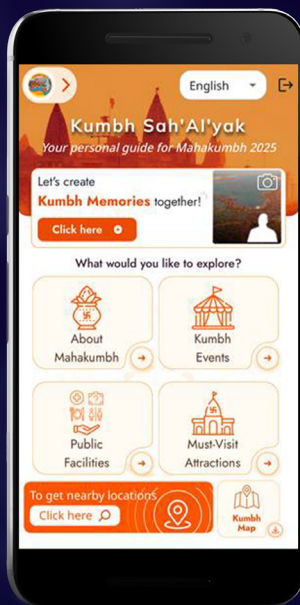 English
Kumbh Sah'AI'yak
Your personal guide for Mahakumbh 2025
Let's create
Kumbh Memories together!
Click here
What would you like to explore?
About
Mahakumbh
Kumbh
Events
Public
Facilities
Must-Visit
Attractions
To get nearby locations
Click here
Kumbh
Map